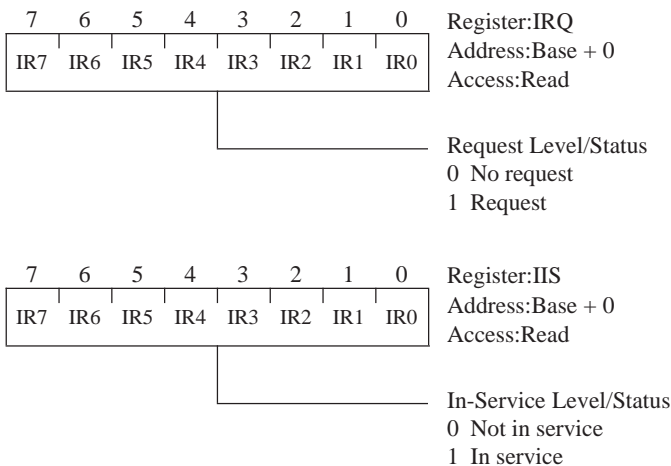 7 6 5 4 3 2 1 0
IR7 IR6 IR5 IR4 IR3 IR2 IR1 IR0
Register:IRQ
Address:Base + 0
Access:Read
Request Level/Status
0 No request
1 Request
7 6 5 4 3 2 1 0
IR7 IR6 IR5 IR4 IR3 IR2 IR1 IR0
Register:IIS
Address:Base + 0
Access:Read
In-Service Level/Status
0 Not in service
1 In service